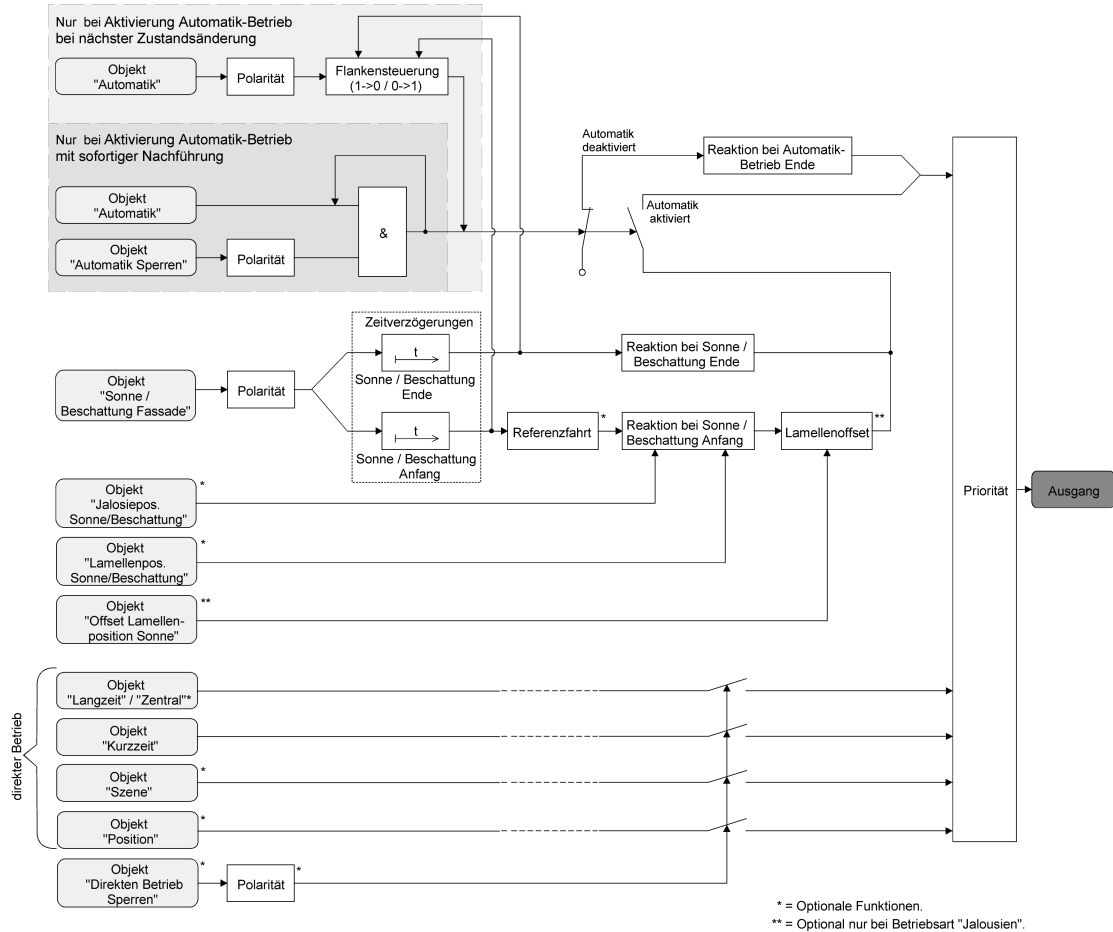 Nur bei Aktivierung Automatik-Betrieb
bei nächster Zustandsänderung
Objekt
"Automatik"
Polarität
Flankensteuerung
(1->0 / 0->1)
Nur bei Aktivierung Automatik-Betrieb
mit sofortiger Nachführung
Objekt
"Automatik"
Objekt
"Automatik Sperren"
Polarität
&
Automatik
deaktiviert
Reaktion bei Automatik-
Betrieb Ende
Automatik
aktiviert
Zeitverzögerungen
t
Sonne / Beschattung
Ende
Reaktion bei Sonne /
Beschattung Ende
Objekt
"Sonne /
Beschattung Fassade"
Polarität
t
Sonne / Beschattung
Anfang
Referenzfahrt
*
Reaktion bei Sonne /
Beschattung Anfang
Lamellenoffset
**
Objekt
"Jalosiepos.
Sonne/Beschattung"
*
Objekt
"Lamellenpos.
Sonne/Beschattung"
*
Objekt
"Offset Lamellen-
position Sonne"
**
Priorität
Ausgang
direkter Betrieb
Objekt
"Langzeit" / "Zentral"*
Objekt
"Kurzzeit"
Objekt
"Szene"
*
Objekt
"Position"
*
Objekt
"Direkten Betrieb
Sperren"
*
Polarität
*
* = Optionale Funktionen.
** = Optional nur bei Betriebsart "Jalousien".